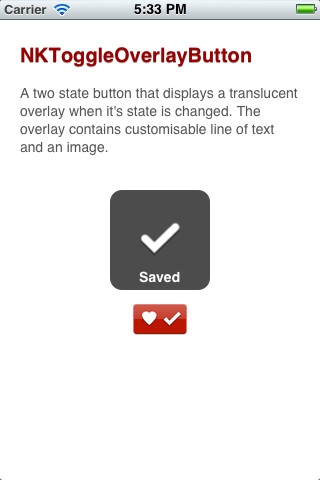 Carrier 5:33 PM
NKToggleOverlayButton
A two state button that displays a translucent
overlay when it's state is changed. The
overlay contains customisable line of text
and an image.
Saved